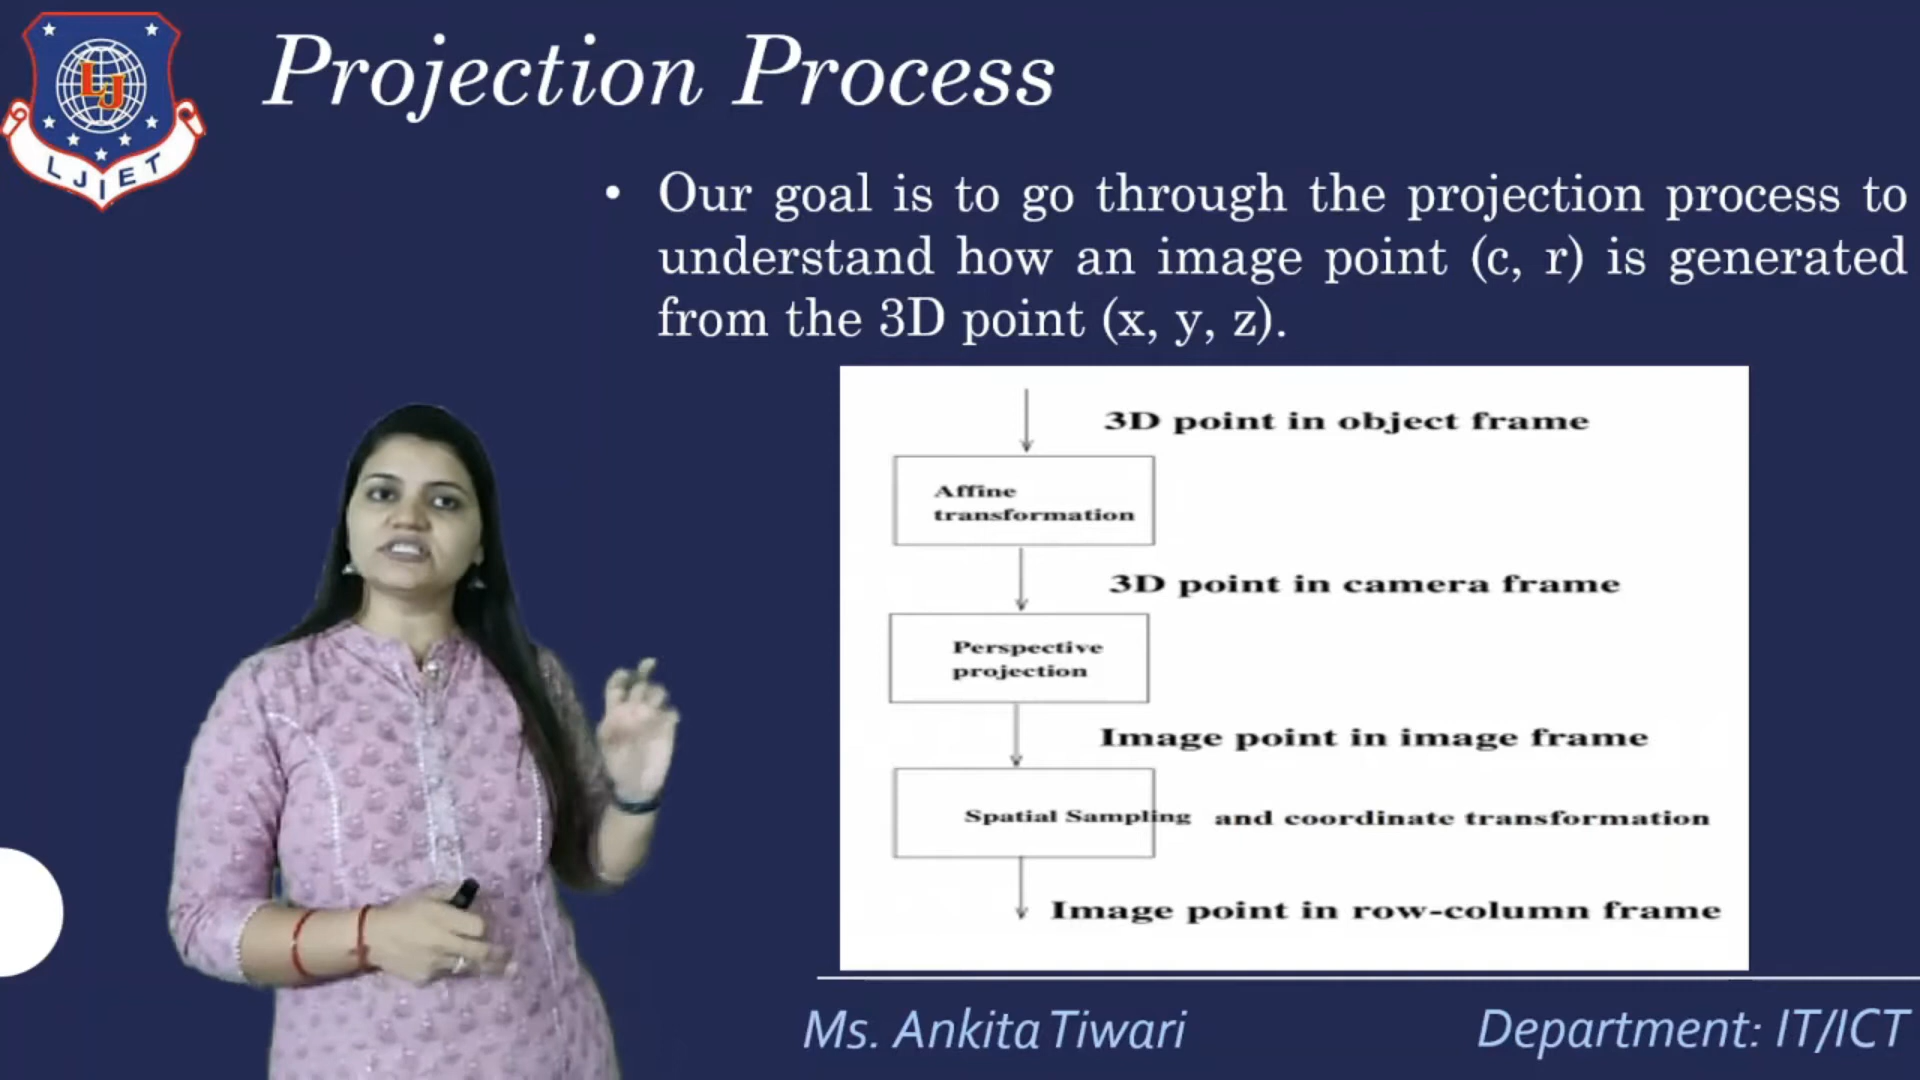 LJ
LJIET
Projection Process
• Our goal is to go through the projection process to
understand how an image point (c, r) is generated
from the 3D point (x, y, z).
3D point in object frame
Affine
transformation
3D point in camera frame
Perspective
projection
Image point in image frame
Spatial Sampling and coordinate transformation
Image point in row-column frame
Ms. Ankita Tiwari
Department: IT/ICT